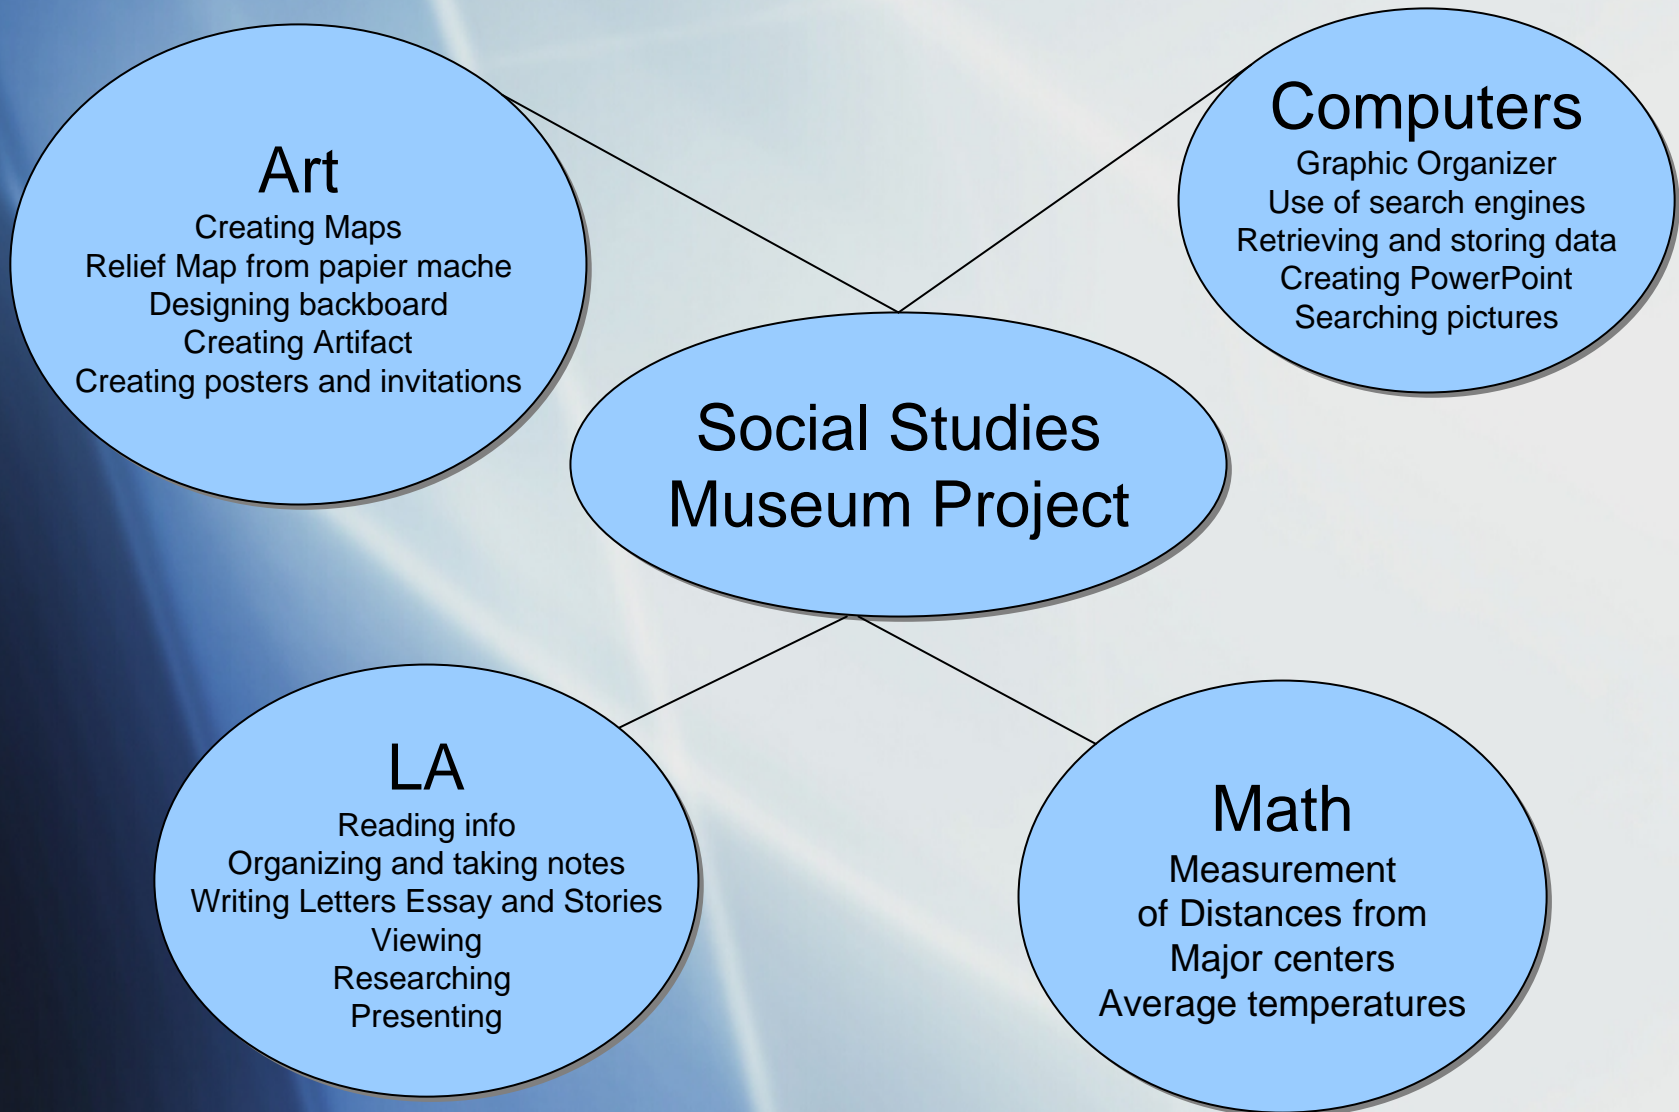 Art
Creating Maps
Relief Map from papier mache
Designing backboard
Creating Artifact
Creating posters and invitations
Computers
Graphic Organizer
Use of search engines
Retrieving and storing data
Creating PowerPoint
Searching pictures
Social Studies
Museum Project
LA
Reading info
Organizing and taking notes
Writing Letters Essay and Stories
Viewing
Researching
Presenting
Math
Measurement
of Distances from
Major centers
Average temperatures